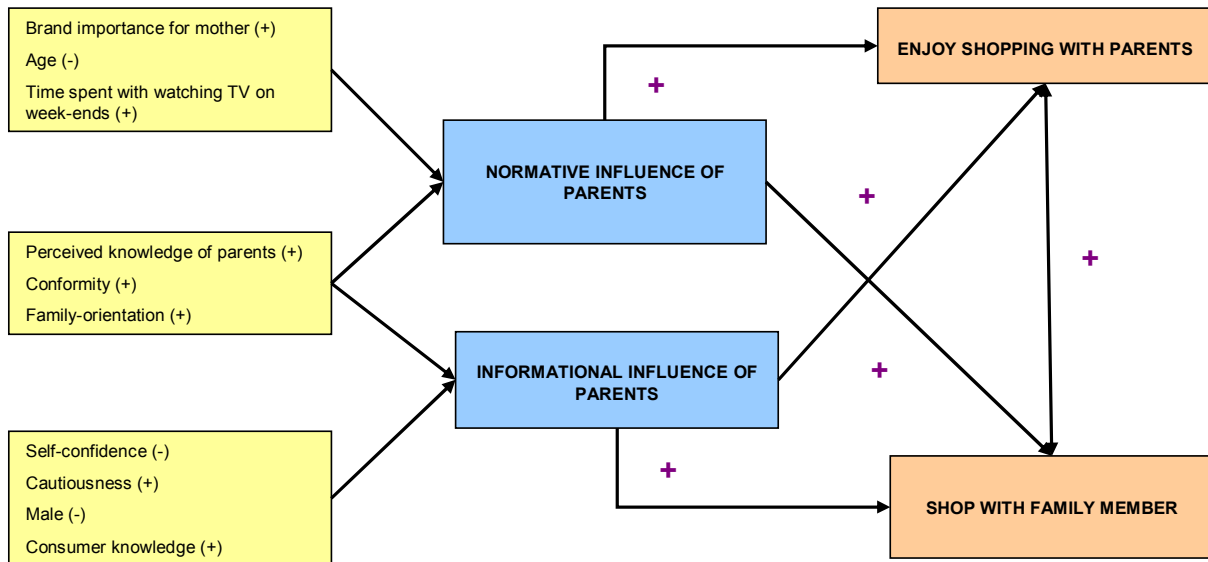 Brand importance for mother (+)
Age (-)
Time spent with watching TV on
week-ends (+)
Perceived knowledge of parents (+)
Conformity (+)
Family-orientation (+)
Self-confidence (-)
Cautiousness (+)
Male (-)
Consumer knowledge (+)
NORMATIVE INFLUENCE OF
PARENTS
INFORMATIONAL INFLUENCE OF
PARENTS
+
+
+
+
+
ENJOY SHOPPING WITH PARENTS
SHOP WITH FAMILY MEMBER